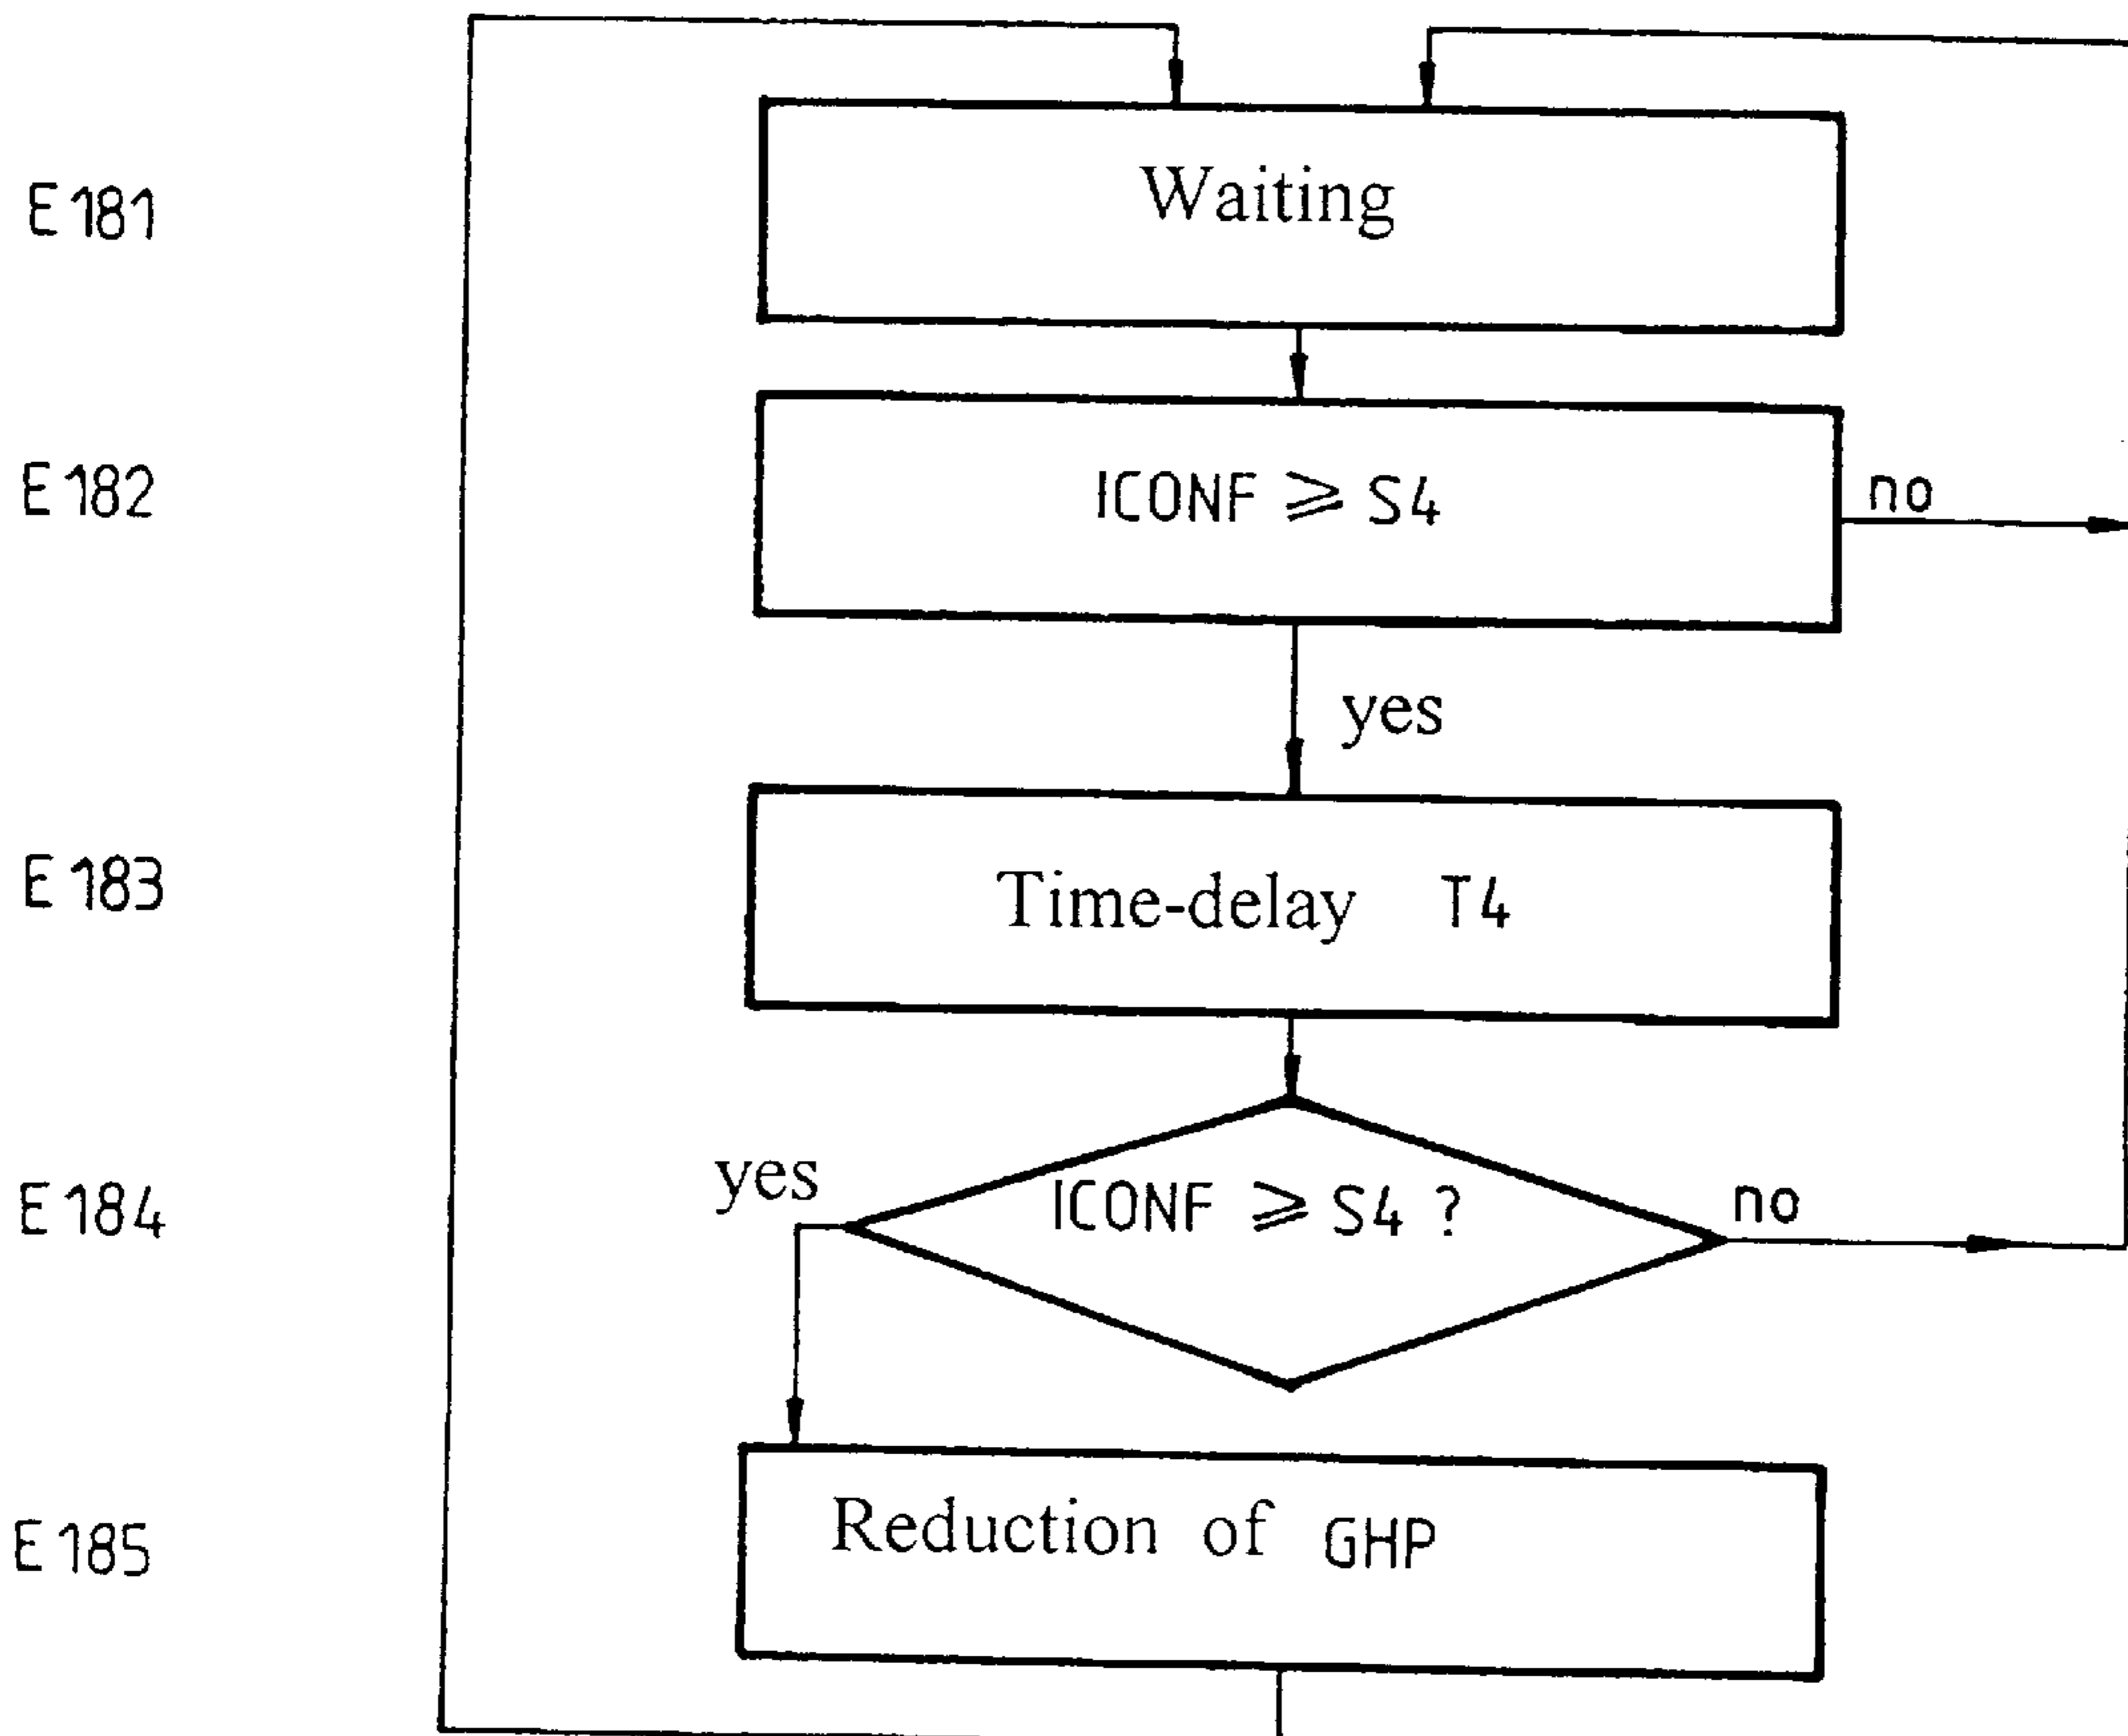 E181
Waiting
E182
ICONF ⩾ S4
no
yes
E183
Time-delay T4
E184
yes
ICONF ⩾ S4 ?
no
E185
Reduction of GHP